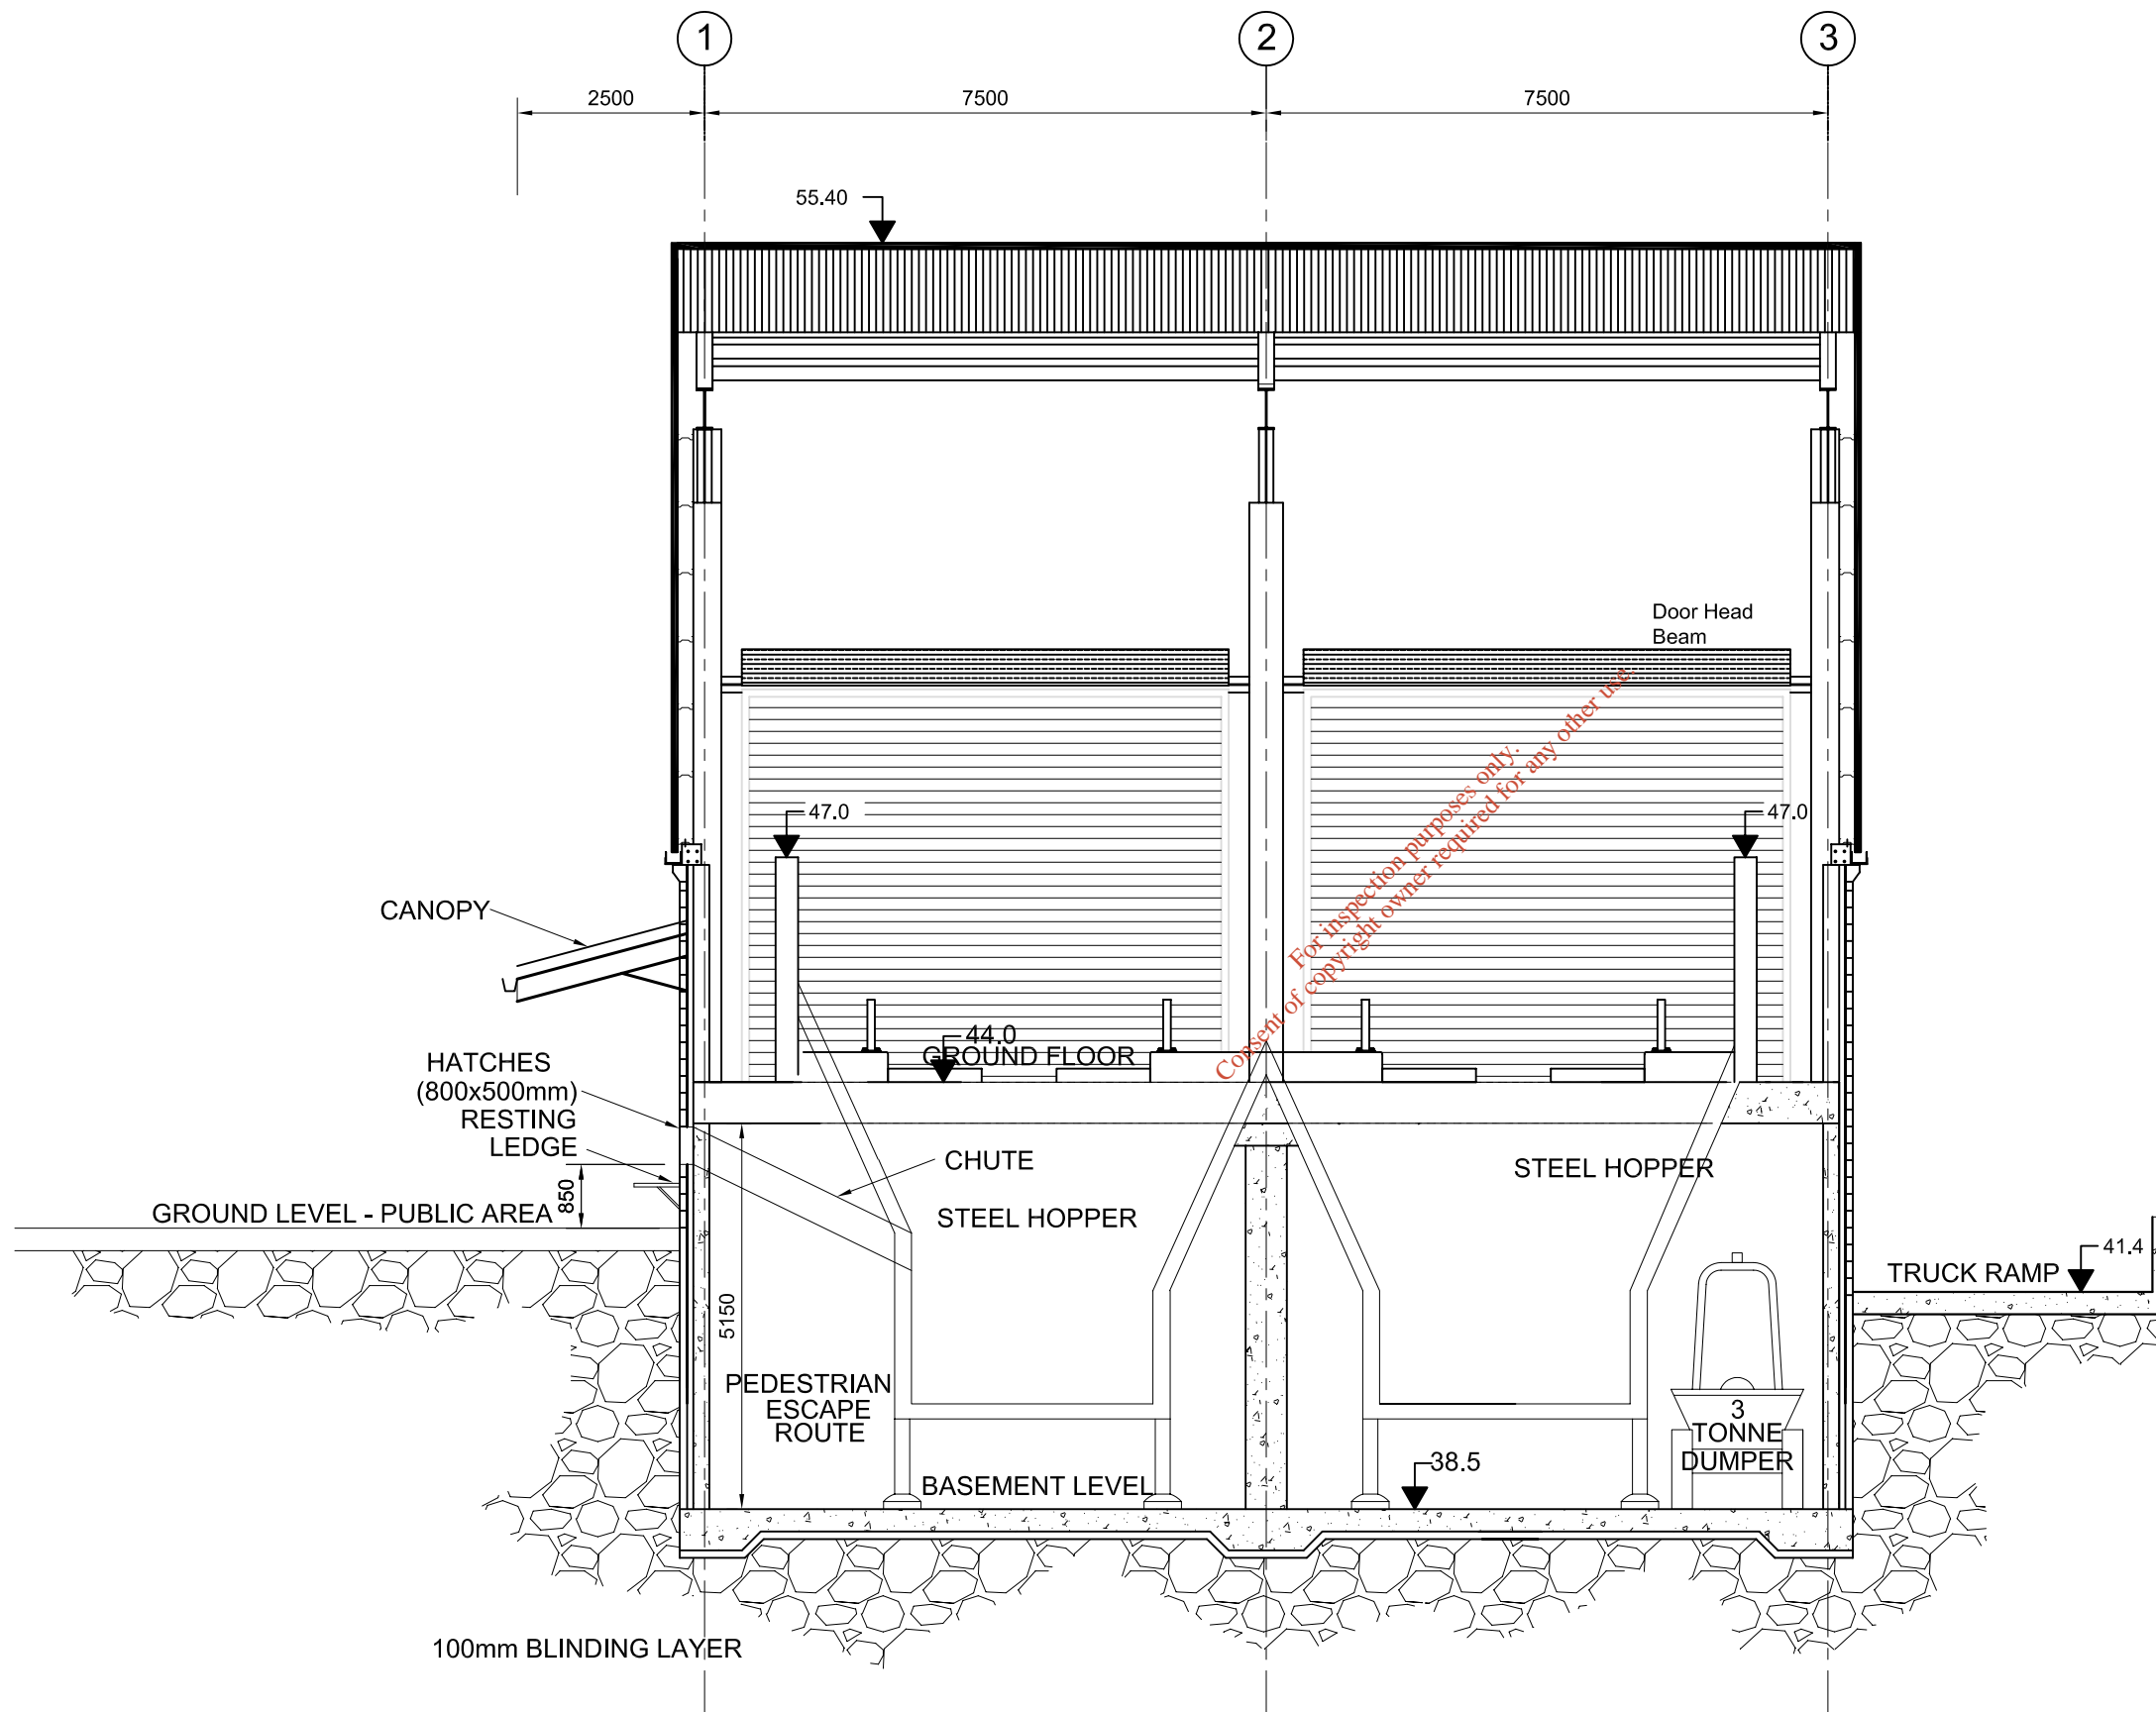 1
2
3
2500
7500
7500
55.40
Door Head
Beam
47.0
47.0
For inspection purposes only.
Consent of copyright owner required for any other use.
CANOPY
44.0
GROUND FLOOR
HATCHES
(800x500mm)
RESTING
LEDGE
CHUTE
STEEL HOPPER
STEEL HOPPER
850
GROUND LEVEL - PUBLIC AREA
41.4
TRUCK RAMP
5150
PEDESTRIAN
ESCAPE
ROUTE
3
TONNE
DUMPER
38.5
BASEMENT LEVEL
100mm BLINDING LAYER